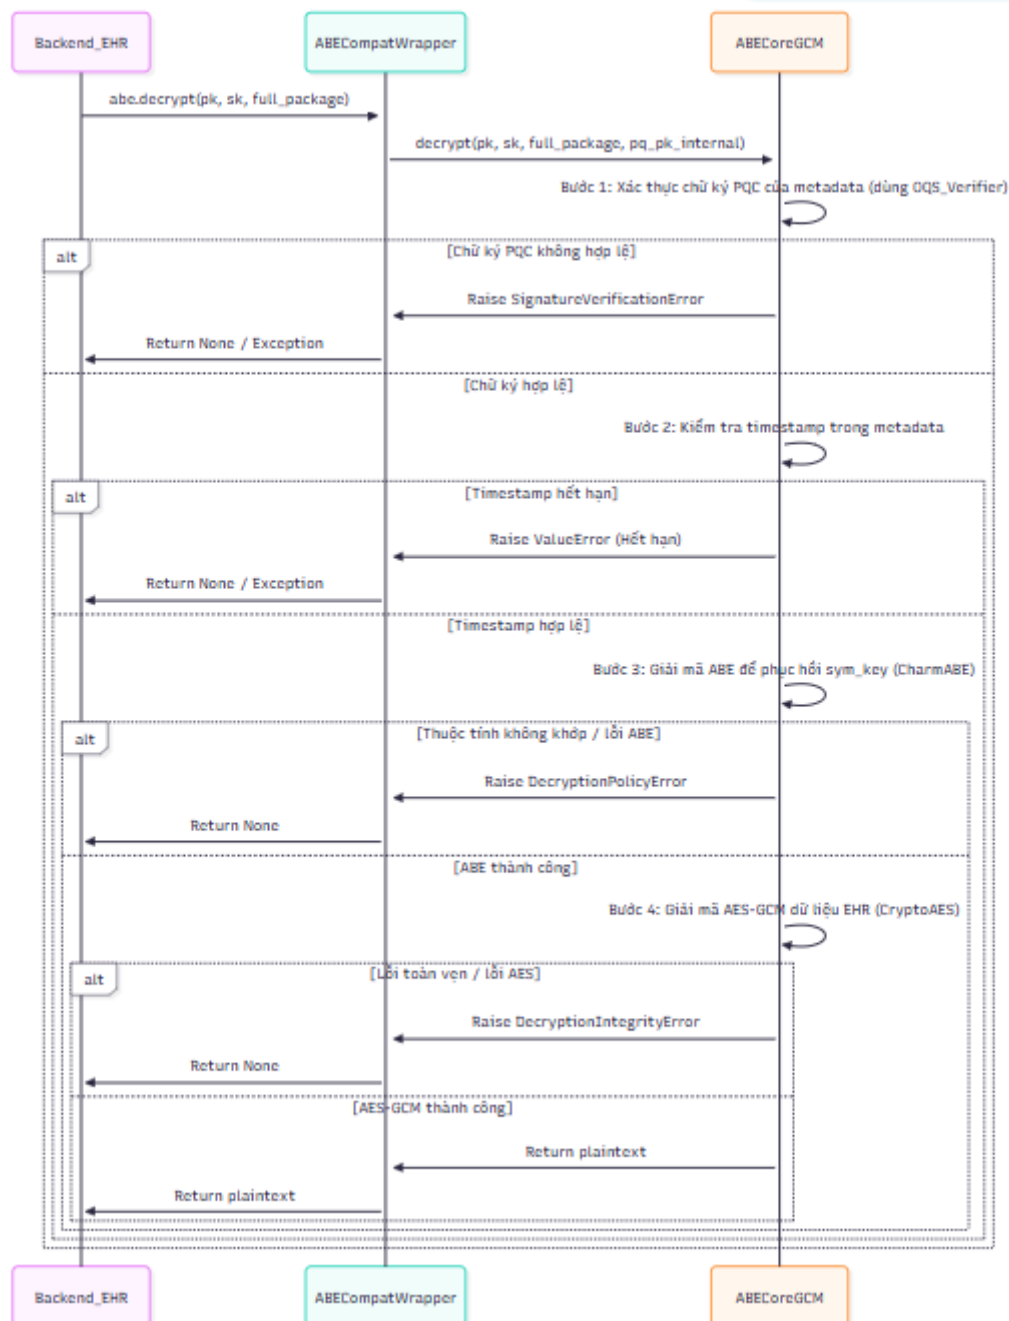 Backend_EHR
ABECompatWrapper
ABECoreGCM
abe.decrypt(pk, sk, full_package)
decrypt(pk, sk, full_package, pq_pk_internal)
Bước 1: Xác thực chữ ký PQC của metadata (dùng OQS_Verifier)
alt
[Chữ ký PQC không hợp lệ]
Raise SignatureVerificationError
Return None / Exception
[Chữ ký hợp lệ]
Bước 2: Kiểm tra timestamp trong metadata
alt
[Timestamp hết hạn]
Raise ValueError (Hết hạn)
Return None / Exception
[Timestamp hợp lệ]
Bước 3: Giải mã ABE để phục hồi sym_key (CharmABE)
alt
[Thuộc tính không khớp / lỗi ABE]
Raise DecryptionPolicyError
Return None
[ABE thành công]
Bước 4: Giải mã AES-GCM dữ liệu EHR (CryptoAES)
alt
[Lỗi toàn vẹn / lỗi AES]
Raise DecryptionIntegrityError
Return None
[AES-GCM thành công]
Return plaintext
Return plaintext
Backend_EHR
ABECompatWrapper
ABECoreGCM